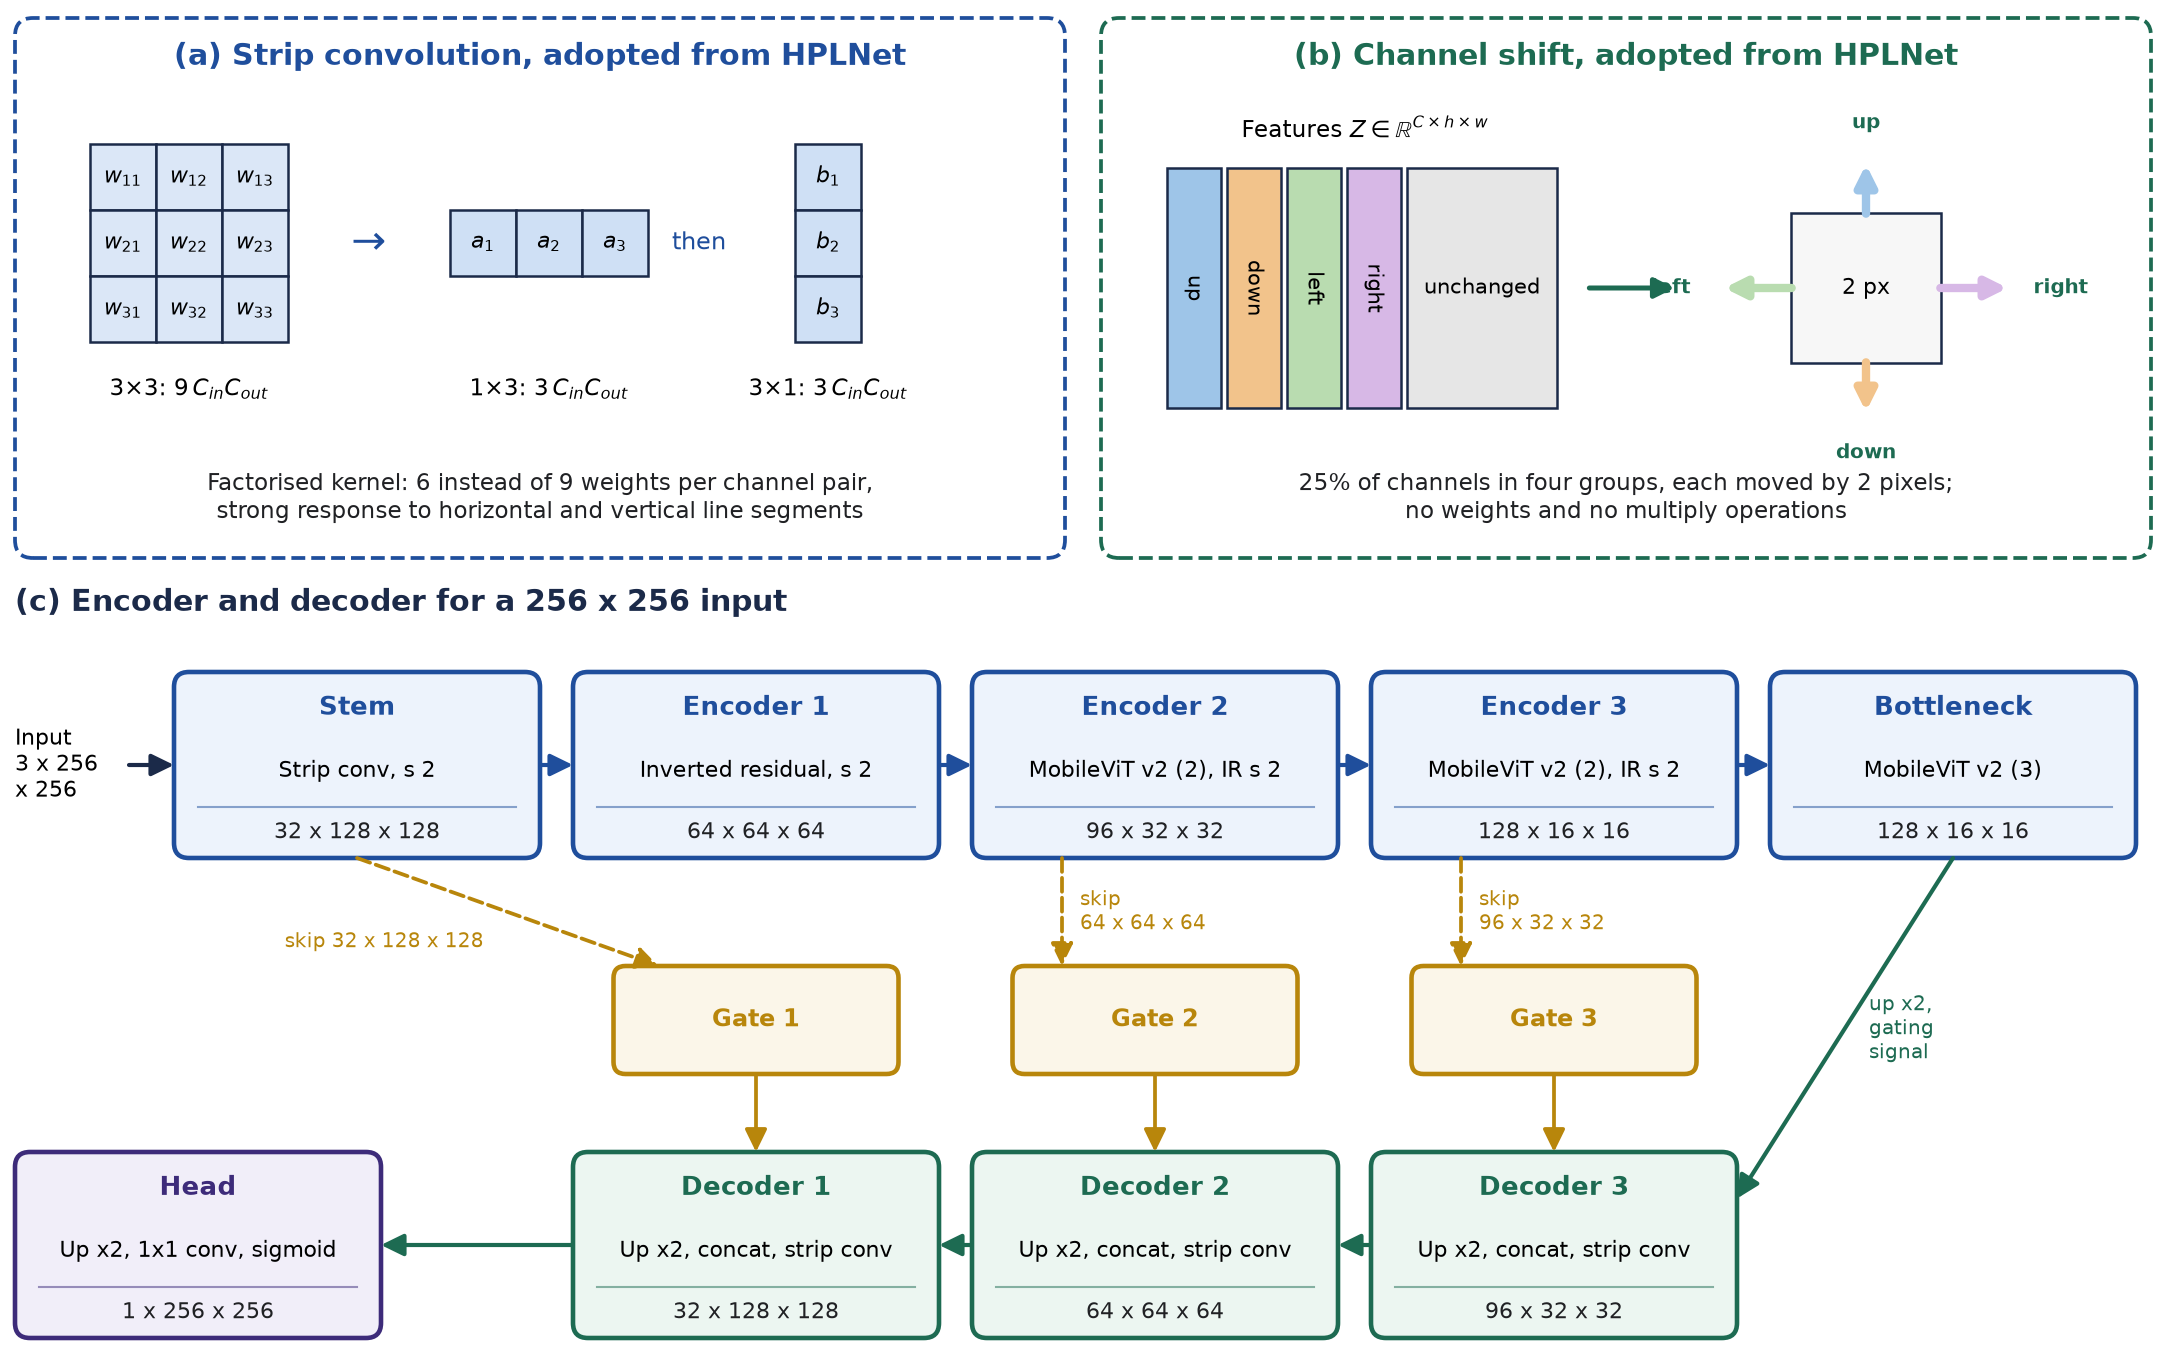 (a) Strip convolution, adopted from HPLNet
w11 w12 w13
w21 w22 w23
w31 w32 w33
→
a1 a2 a3
then
b1
b2
b3
3×3: 9 CinCout
1×3: 3 CinCout
3×1: 3 CinCout
Factorised kernel: 6 instead of 9 weights per channel pair,
strong response to horizontal and vertical line segments
(b) Channel shift, adopted from HPLNet
Features Z ∈ ℝ^C×h×w
up
down
left
right
unchanged
up
ft
2 px
right
down
25% of channels in four groups, each moved by 2 pixels;
no weights and no multiply operations
(c) Encoder and decoder for a 256 x 256 input
Input
3 x 256
x 256
Stem
Strip conv, s 2
32 x 128 x 128
Encoder 1
Inverted residual, s 2
64 x 64 x 64
Encoder 2
MobileViT v2 (2), IR s 2
96 x 32 x 32
Encoder 3
MobileViT v2 (2), IR s 2
128 x 16 x 16
Bottleneck
MobileViT v2 (3)
128 x 16 x 16
skip 32 x 128 x 128
skip
64 x 64 x 64
skip
96 x 32 x 32
Gate 1
Gate 2
Gate 3
up x2,
gating
signal
Head
Up x2, 1x1 conv, sigmoid
1 x 256 x 256
Decoder 1
Up x2, concat, strip conv
32 x 128 x 128
Decoder 2
Up x2, concat, strip conv
64 x 64 x 64
Decoder 3
Up x2, concat, strip conv
96 x 32 x 32